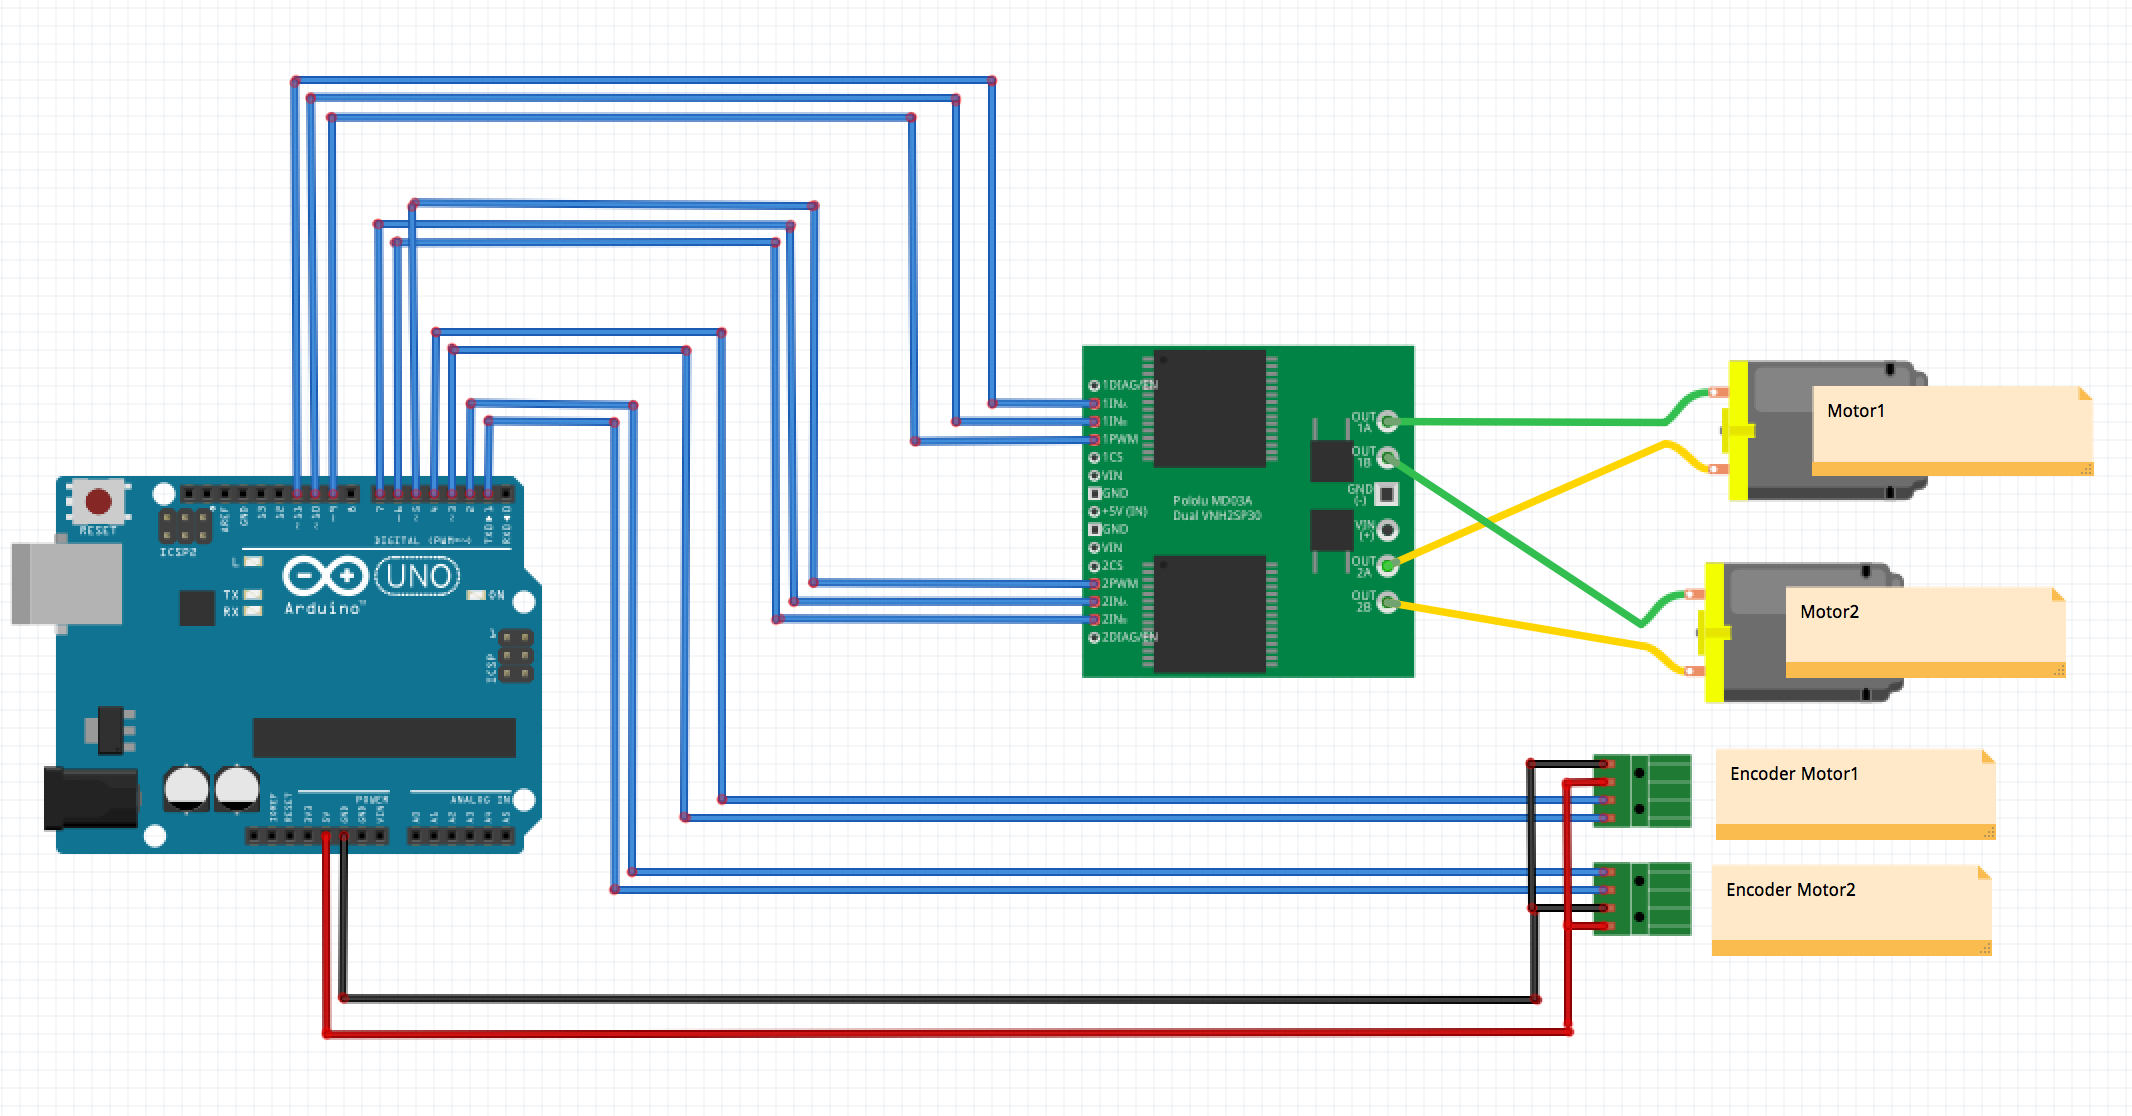 RESET
ICSP2
AREF
GND
13
12
~11
~10
~9
8
7
~6
~5
4
~3
2
TXD▸1
RXD◂0
DIGITAL (PWM=~)
L
TX
RX
UNO
Arduino™
ON
1
ICSP
IOREF
RESET
3V3
5V
GND
GND
VIN
POWER
ANALOG IN
A0
A1
A2
A3
A4
A5
1DIAG/EN
1INA
1INB
1PWM
1CS
VIN
GND
+5V (IN)
GND
VIN
2CS
2PWM
2INA
2INB
2DIAG/EN
Pololu MD03A
Dual VNH2SP30
OUT
1A
OUT
1B
GND
(-)
VIN
(+)
OUT
2A
OUT
2B
Motor1
Motor2
Encoder Motor1
Encoder Motor2